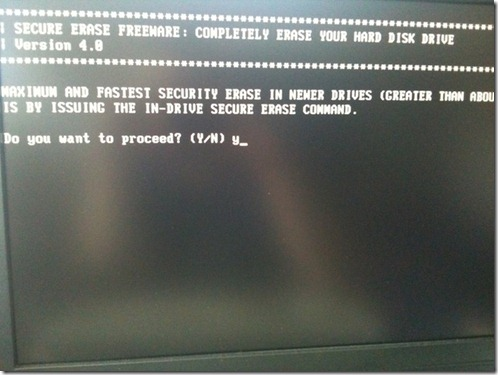 ************************************************************
| SECURE ERASE FREEWARE: COMPLETELY ERASE YOUR HARD DISK DRIVE
| Version 4.0
************************************************************
MAXIMUM AND FASTEST SECURITY ERASE IN NEWER DRIVES (GREATER THAN ABOU
IS BY ISSUING THE IN-DRIVE SECURE ERASE COMMAND.
Do you want to proceed? (Y/N) y_